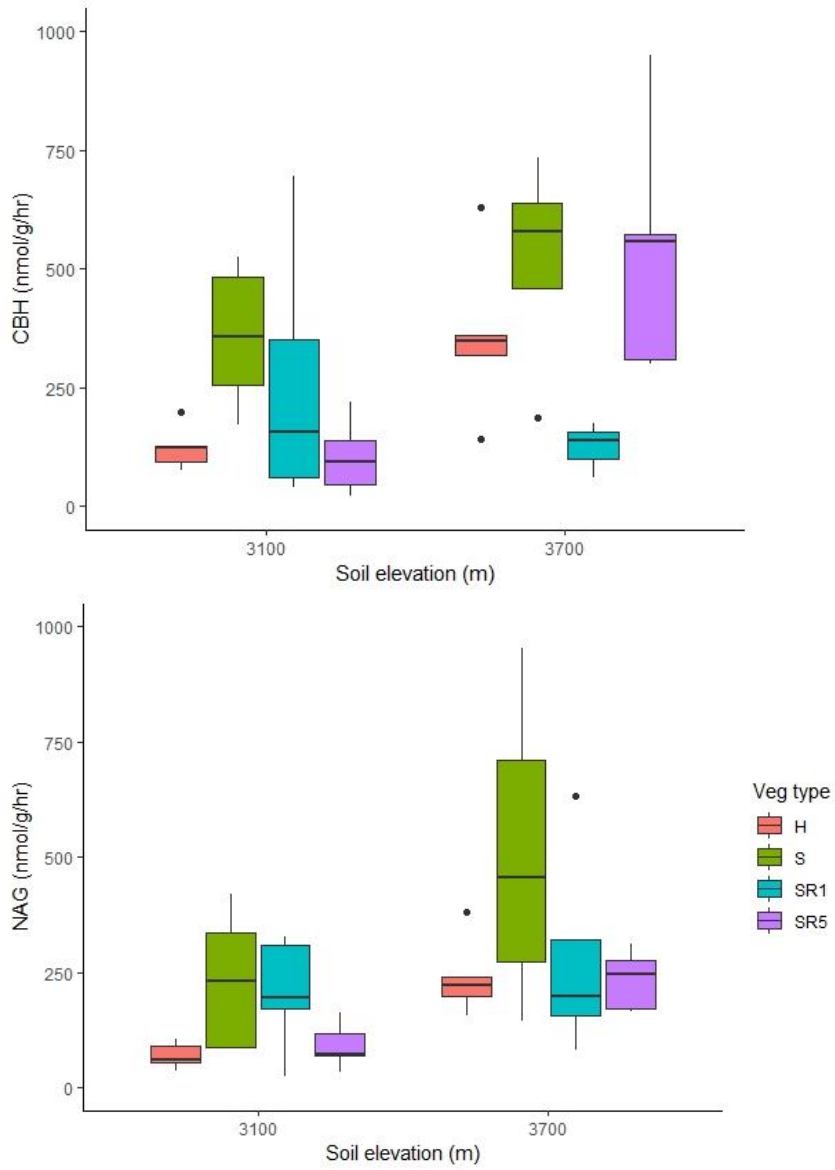 1000
750
500
250
0
CBH (nmol/g/hr)
3100
3700
Soil elevation (m)
1000
750
500
250
0
NAG (nmol/g/hr)
3100
3700
Soil elevation (m)
Veg type
H
S
SR1
SR5